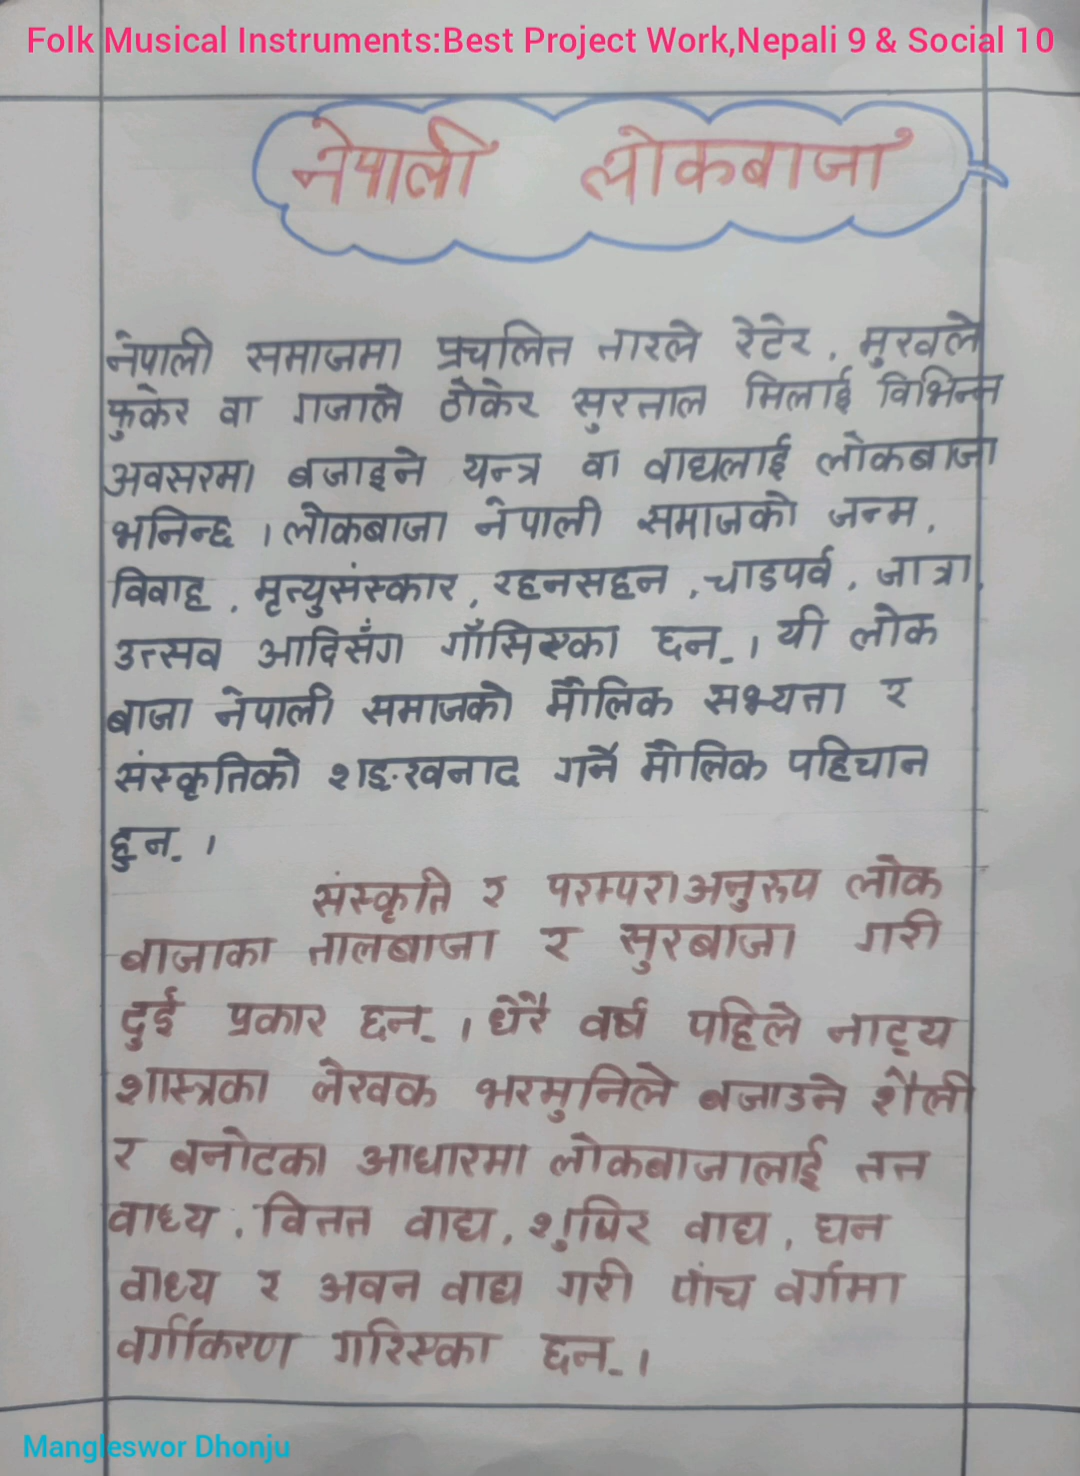 Folk Musical Instruments:Best Project Work,Nepali 9 & Social 10
नेपाली लोकबाजा
नेपाली समाजमा प्रचलित तारले रेटेर, मुखले
फुकेर वा गजाले ठोकेर सुरताल मिलाई विभिन्न
अवसरमा बजाइने यन्त्र वा वाद्यलाई लोकबाजा
भनिन्छ । लोकबाजा नेपाली समाजको जन्म,
विवाह, मृत्युसंस्कार, रहनसहन, चाडपर्व, जात्रा,
उत्सव आदिसँग गाँसिएका छन् । यी लोक
बाजा नेपाली समाजको मौलिक सभ्यता र
संस्कृतिको शङ्खनाद गर्ने मौलिक पहिचान
हुन् ।
संस्कृति र परम्पराअनुरुप लोक
बाजाका तालबाजा र सुरबाजा गरी
दुई प्रकार छन् । धेरै वर्ष पहिले नाट्य
शास्त्रका लेखक भरमुनिले बजाउने शैली
र बनोटका आधारमा लोकबाजालाई तत
वाध्य, वितत वाद्य, शुषिर वाद्य, घन
वाध्य र अवन वाद्य गरी पाँच वर्गमा
वर्गीकरण गरिएका छन् ।
Mangleswor Dhonju